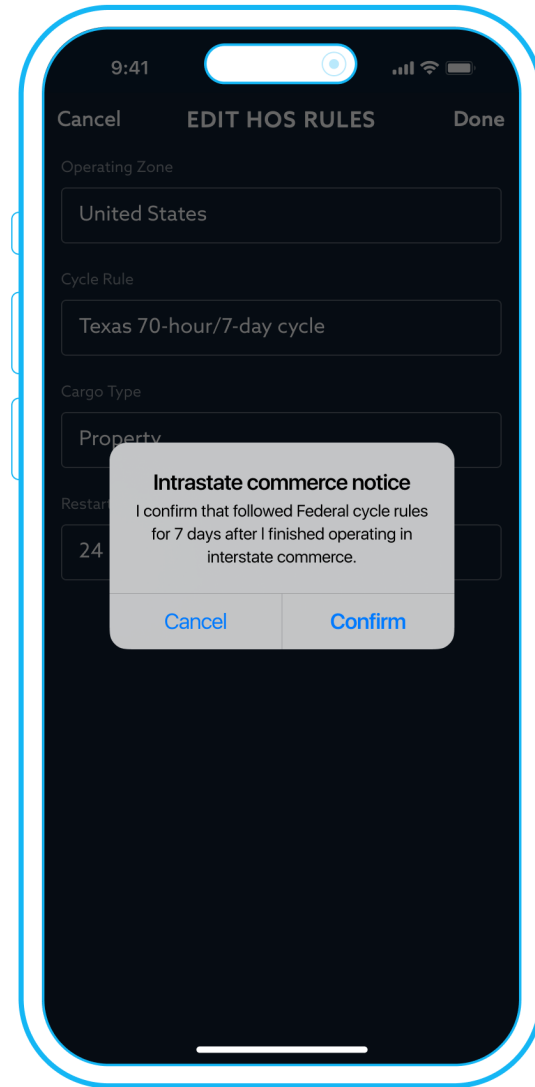 9:41
Cancel EDIT HOS RULES Done
Operating Zone
United States
Cycle Rule
Texas 70-hour/7-day cycle
Cargo Type
Property
Restart
24
Intrastate commerce notice
I confirm that followed Federal cycle rules
for 7 days after I finished operating in
interstate commerce.
Cancel Confirm